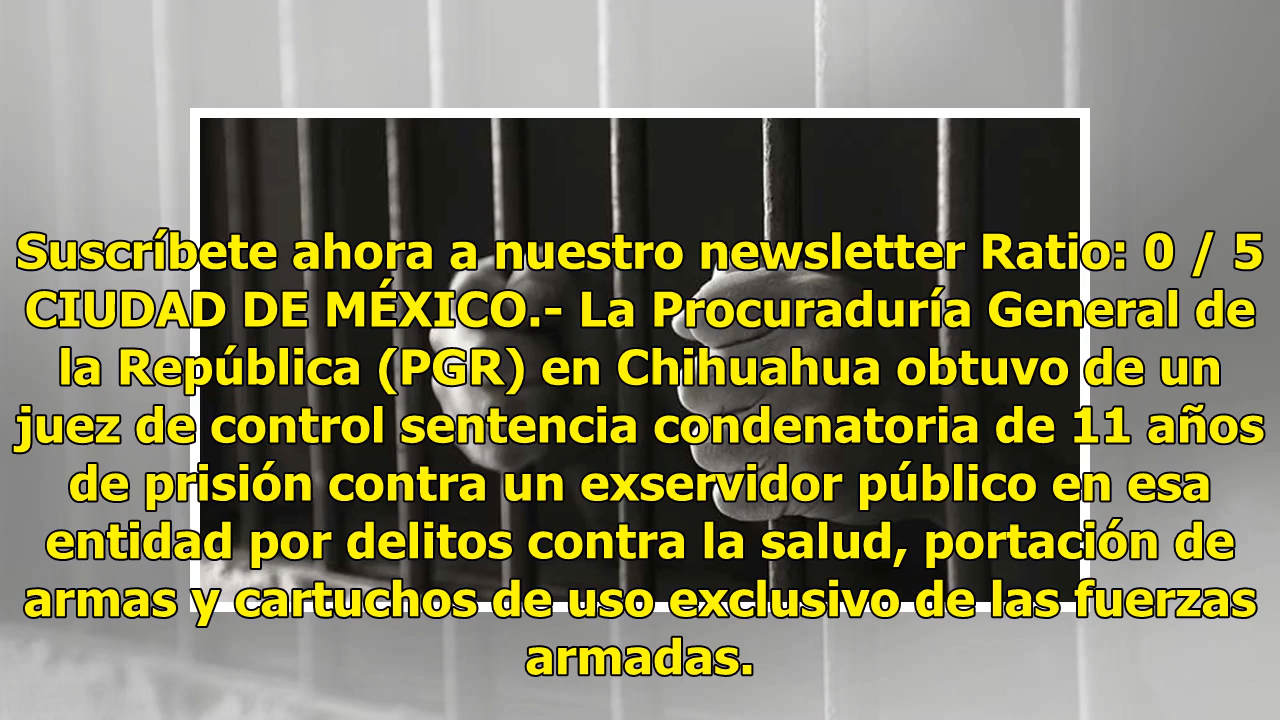 Suscríbete ahora a nuestro newsletter Ratio: 0 / 5
CIUDAD DE MÉXICO.- La Procuraduría General de
la República (PGR) en Chihuahua obtuvo de un
juez de control sentencia condenatoria de 11 años
de prisión contra un exservidor público en esa
entidad por delitos contra la salud, portación de
armas y cartuchos de uso exclusivo de las fuerzas
armadas.